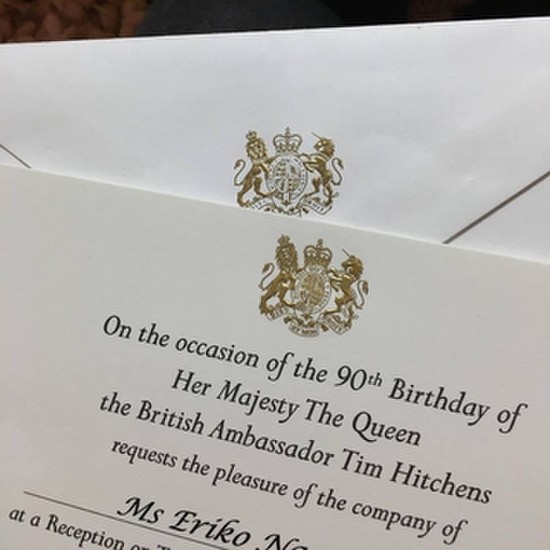 On the occasion of the 90th Birthday of
Her Majesty The Queen
the British Ambassador Tim Hitchens
requests the pleasure of the company of
Ms Eriko
at a Reception on